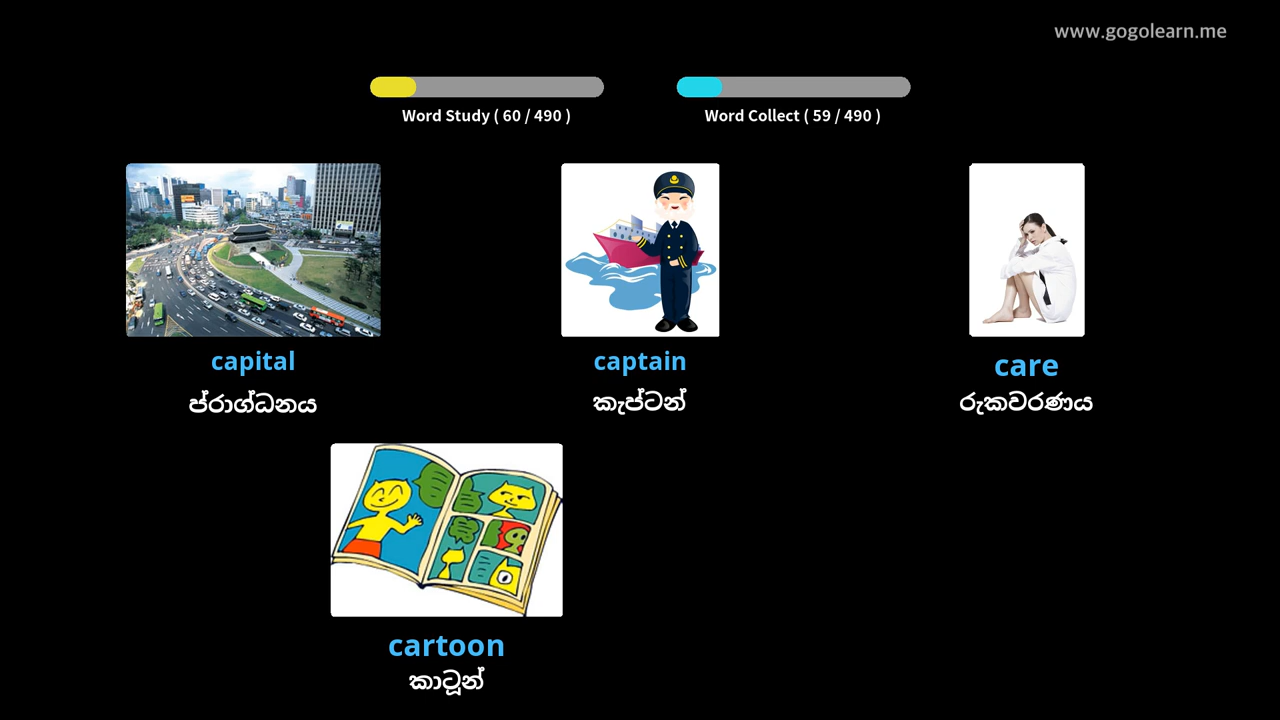 www.gogolearn.me
Word Study ( 60 / 490 )
Word Collect ( 59 / 490 )
capital
ප්රාග්ධනය
captain
කැප්ටන්
care
රුකවරණය
cartoon
කාටූන්